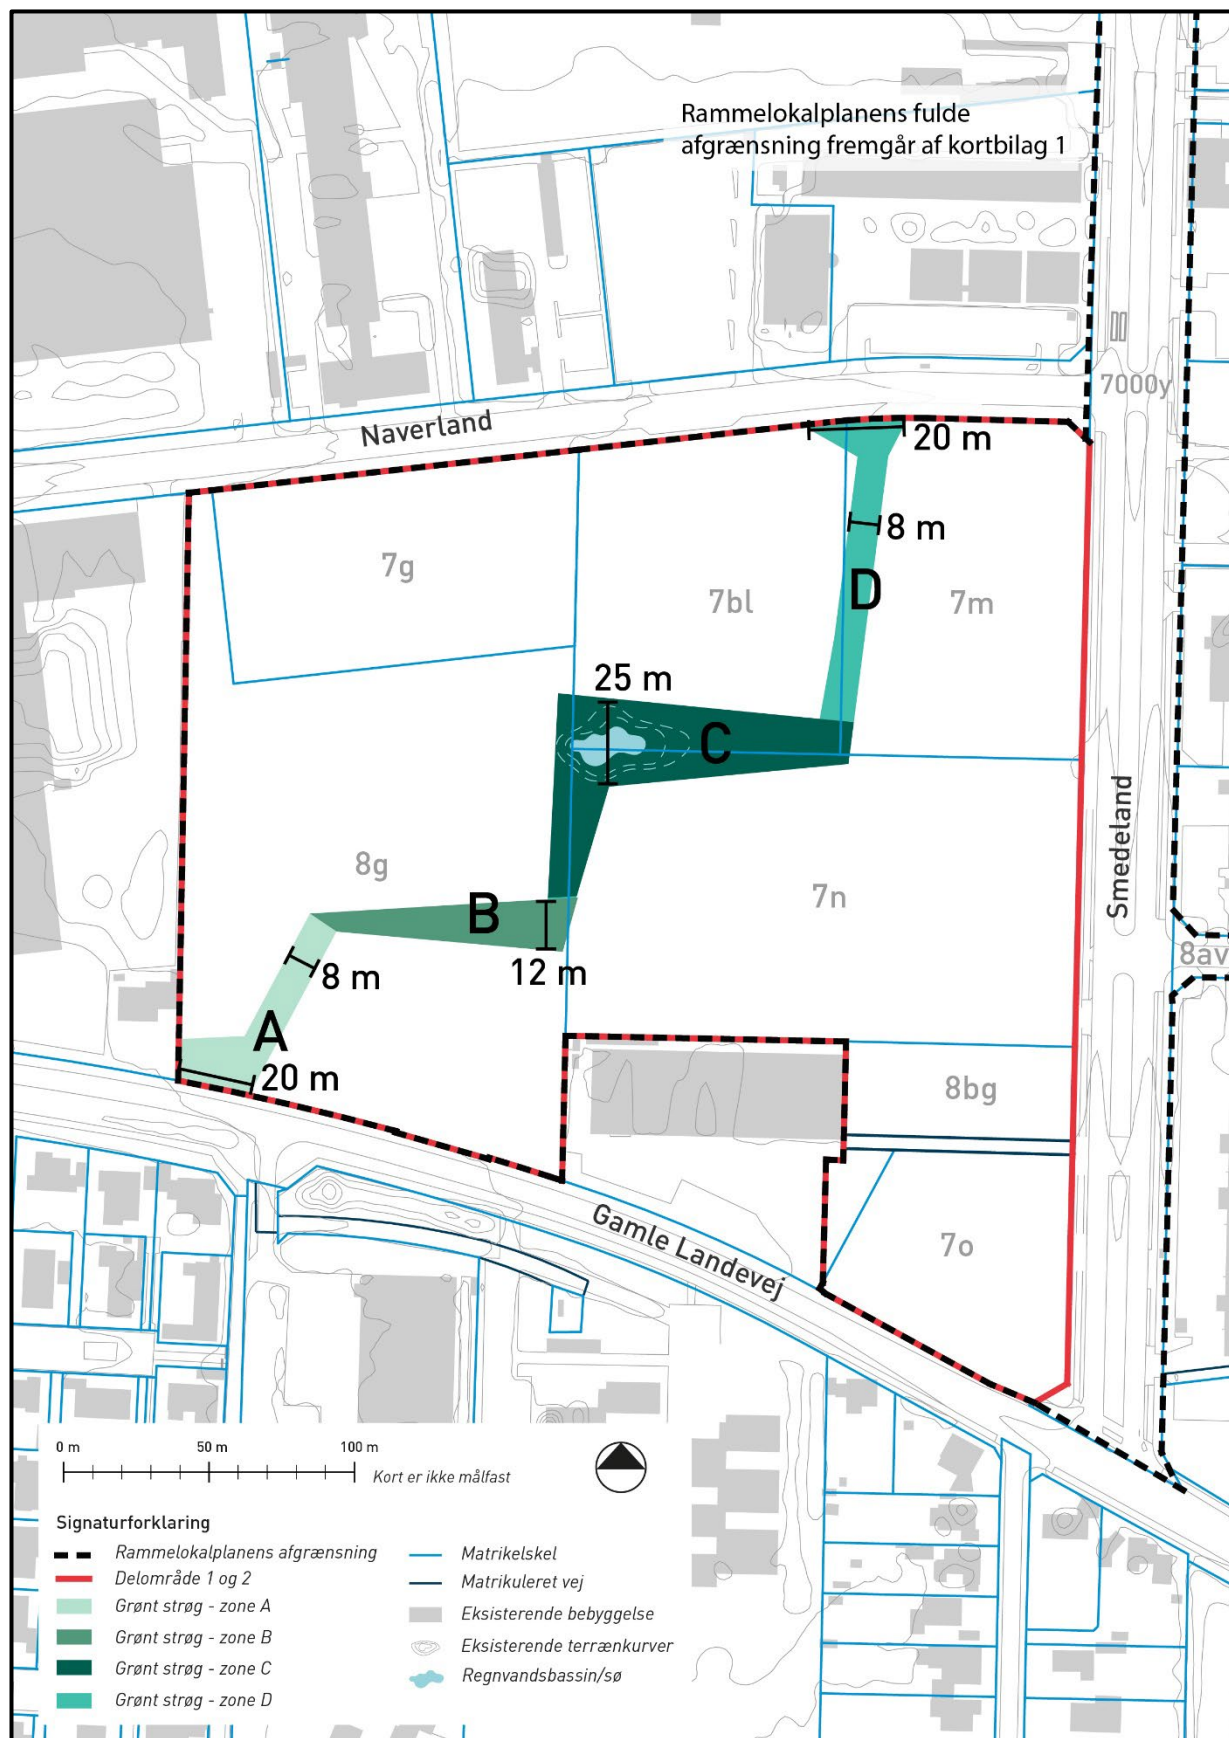 Rammelokalplanens fulde
afgrænsning fremgår af kortbilag 1
7000y
Naverland
20 m
8 m
7g
D
7bl
7m
25 m
C
Smedeland
8g
7n
B
8av
12 m
8 m
A
20 m
8bg
Gamle Landevej
7o
0 m 50 m 100 m
Kort er ikke målfast
Signaturforklaring
Rammelokalplanens afgrænsning
Delområde 1 og 2
Grønt strøg - zone A
Grønt strøg - zone B
Grønt strøg - zone C
Grønt strøg - zone D
Matrikelskel
Matrikuleret vej
Eksisterende bebyggelse
Eksisterende terrænkurver
Regnvandsbassin/sø